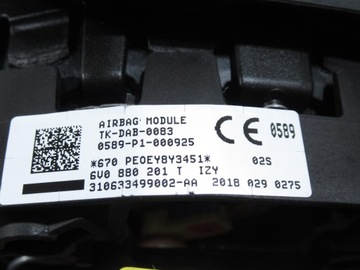 AIRBAG MODULE
TK-DAB-0083
0589-P1-000925
CE 0589
*670 PEOEY8Y3451* 02S
6V0 880 201 T IZY
310633499002-AA 2018 029 0275